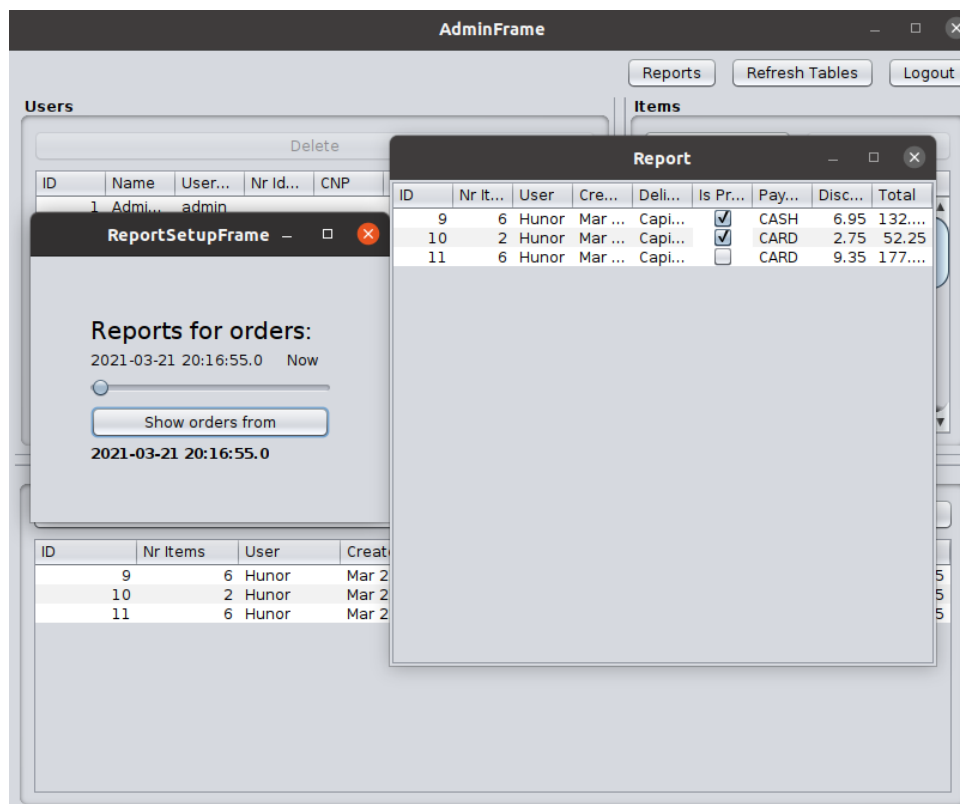 AdminFrame
Reports Refresh Tables Logout
Users Items
Delete
ID Name User... Nr Id... CNP
1 Admi... admin
Report
ID Nr It... User Cre... Deli... Is Pr... Pay... Disc... Total
9 6 Hunor Mar ... Capi... CASH 6.95 132....
10 2 Hunor Mar ... Capi... CARD 2.75 52.25
11 6 Hunor Mar ... Capi... CARD 9.35 177....
ReportSetupFrame
Reports for orders:
2021-03-21 20:16:55.0 Now
Show orders from
2021-03-21 20:16:55.0
ID Nr Items User Create
9 6 Hunor Mar 2 5
10 2 Hunor Mar 2 5
11 6 Hunor Mar 2 5